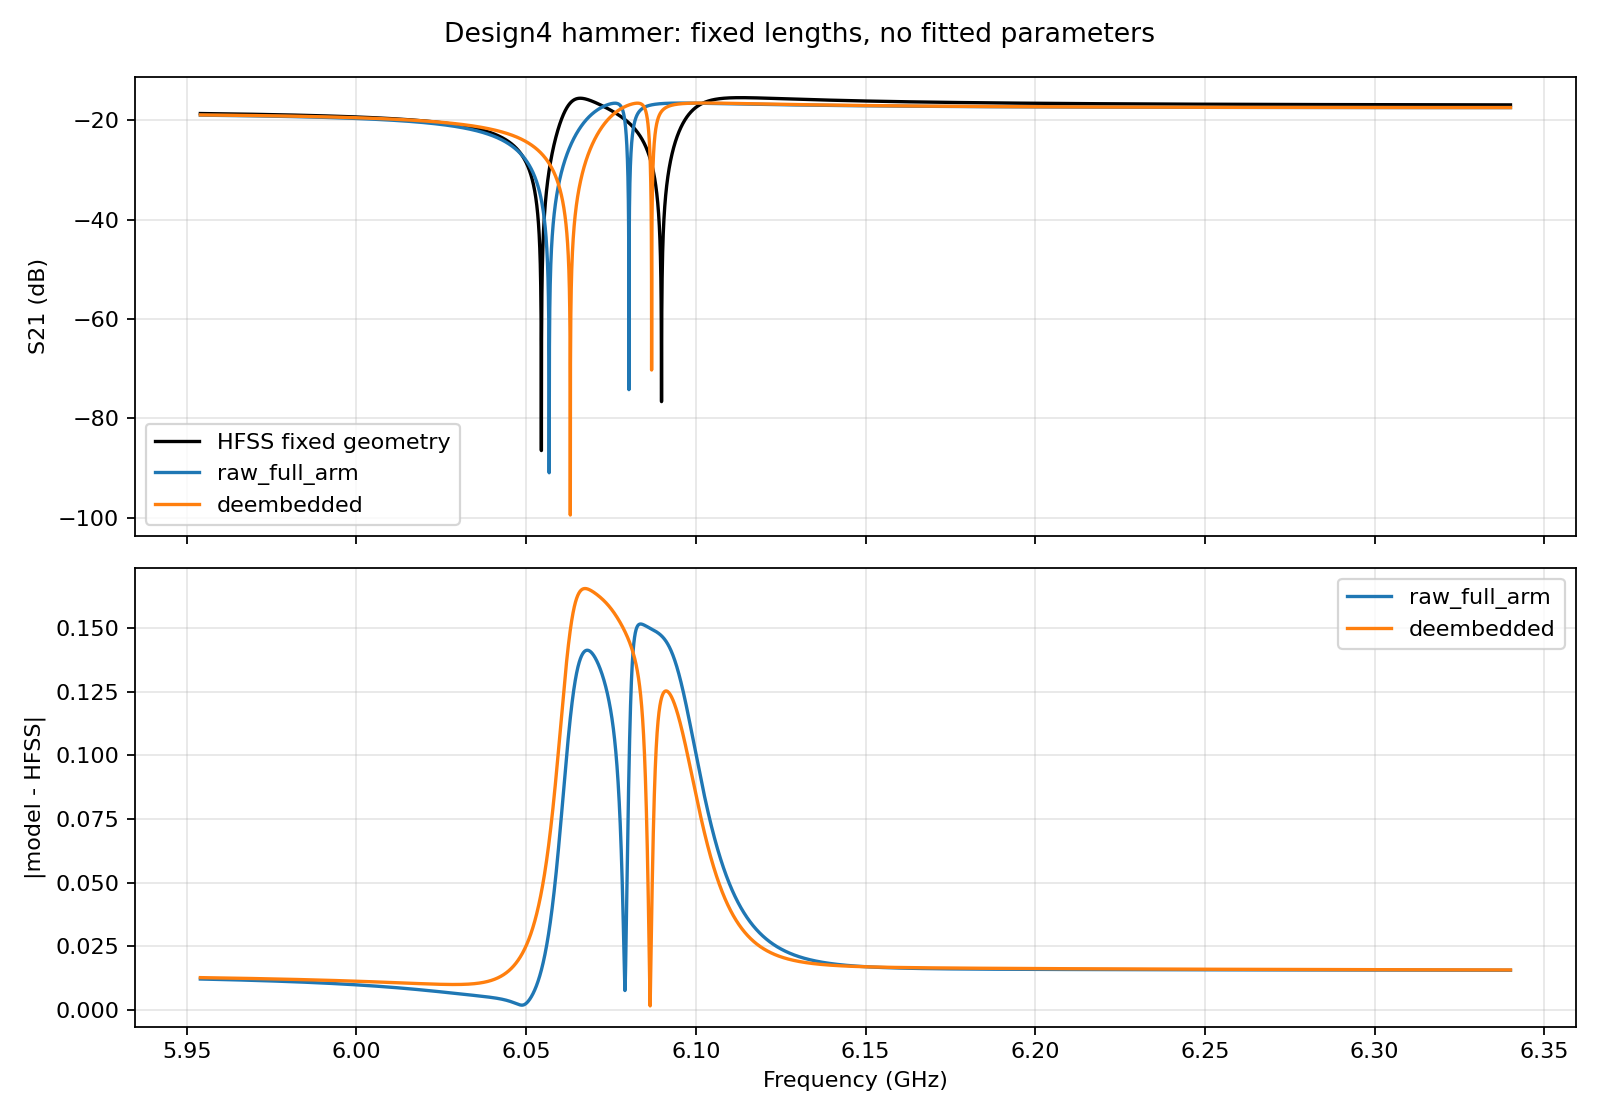 Design4 hammer: fixed lengths, no fitted parameters
S21 (dB)
−20
−40
−60
−80
−100
HFSS fixed geometry
raw_full_arm
deembedded
|model - HFSS|
0.150
0.125
0.100
0.075
0.050
0.025
0.000
raw_full_arm
deembedded
5.95 6.00 6.05 6.10 6.15 6.20 6.25 6.30 6.35
Frequency (GHz)